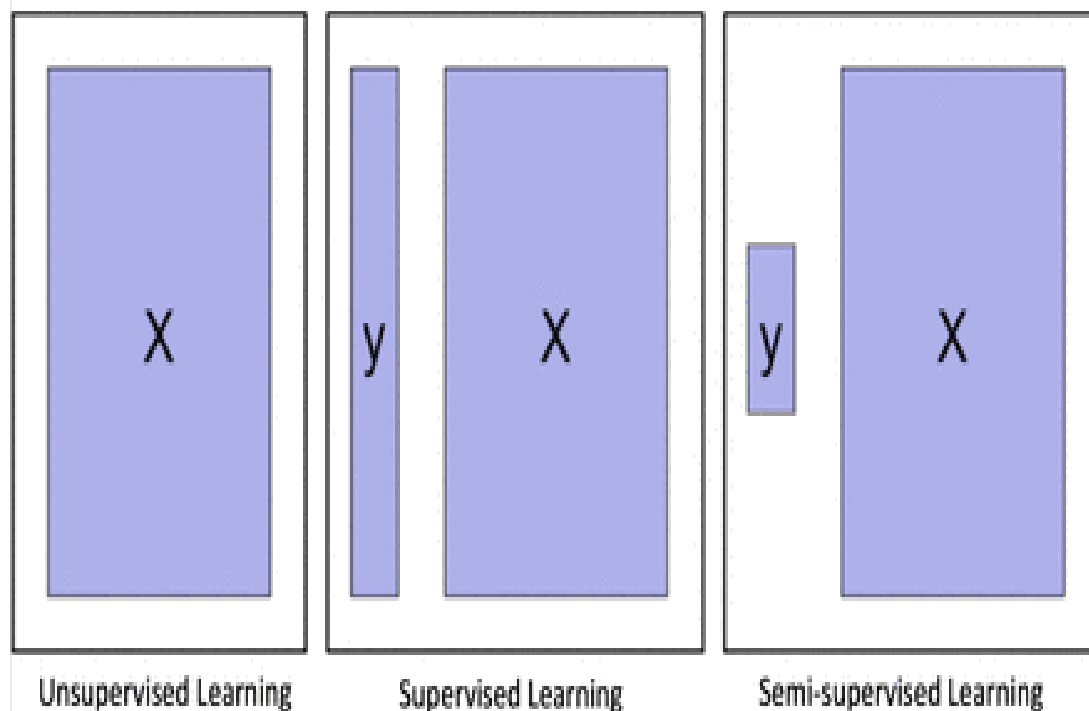 X
y
X
y
X
Unsupervised Learning
Supervised Learning
Semi-supervised Learning